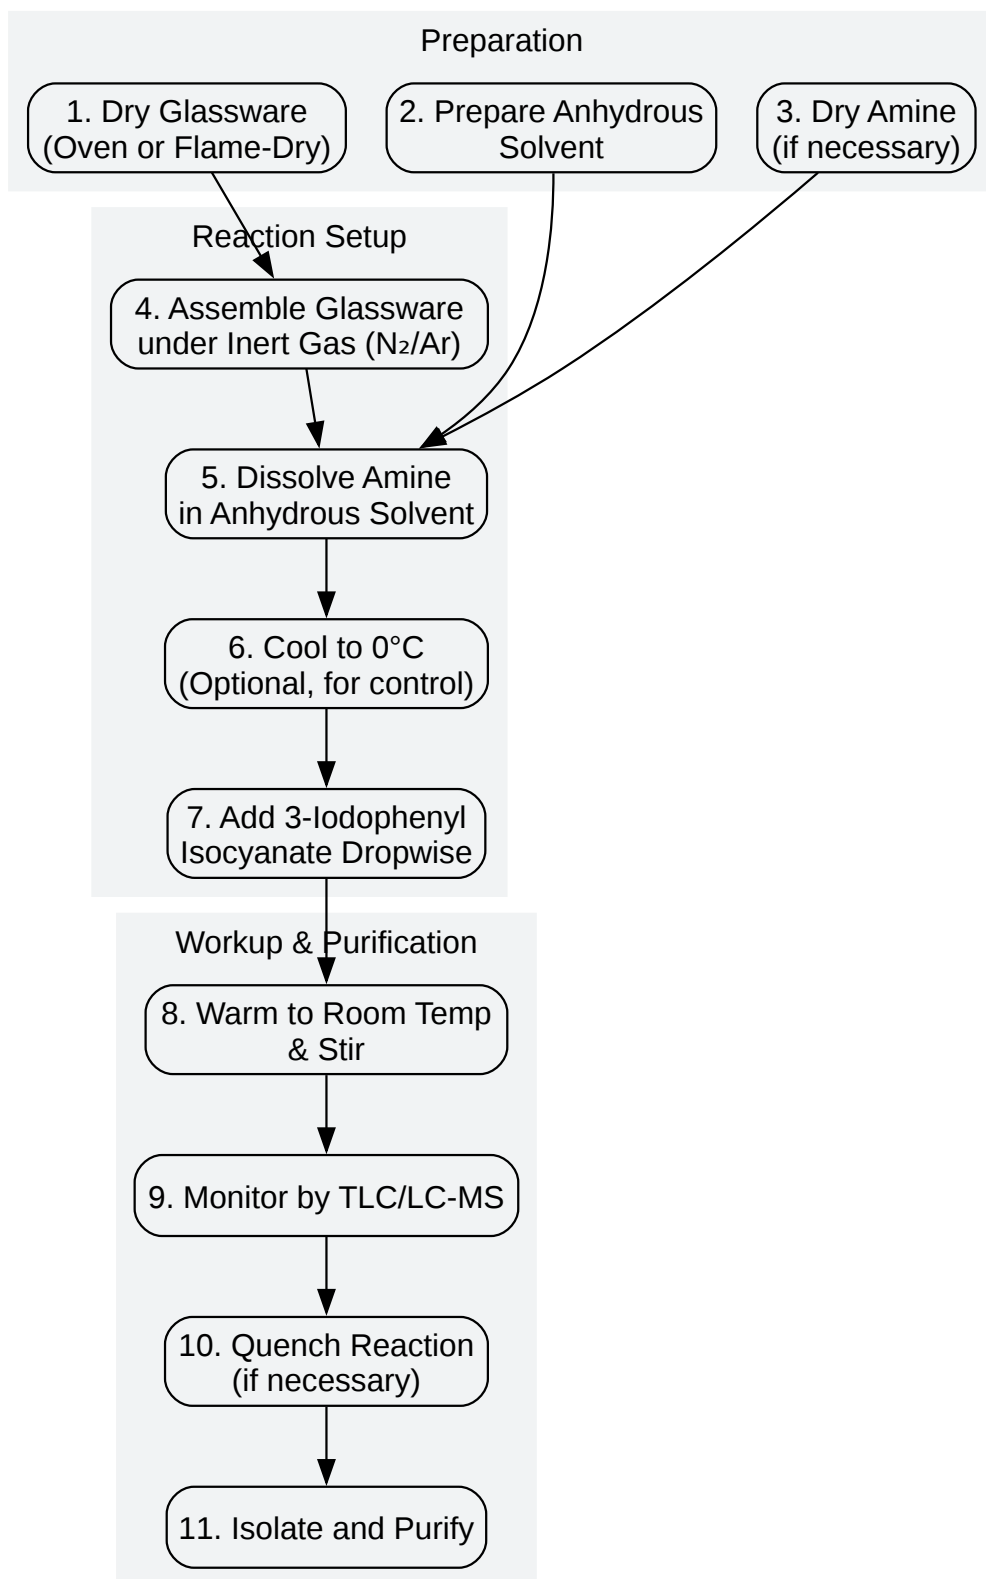 Preparation
1. Dry Glassware
(Oven or Flame-Dry)
2. Prepare Anhydrous
Solvent
3. Dry Amine
(if necessary)
Reaction Setup
4. Assemble Glassware
under Inert Gas (N₂/Ar)
5. Dissolve Amine
in Anhydrous Solvent
6. Cool to 0°C
(Optional, for control)
7. Add 3-Iodophenyl
Isocyanate Dropwise
Workup & Purification
8. Warm to Room Temp
& Stir
9. Monitor by TLC/LC-MS
10. Quench Reaction
(if necessary)
11. Isolate and Purify